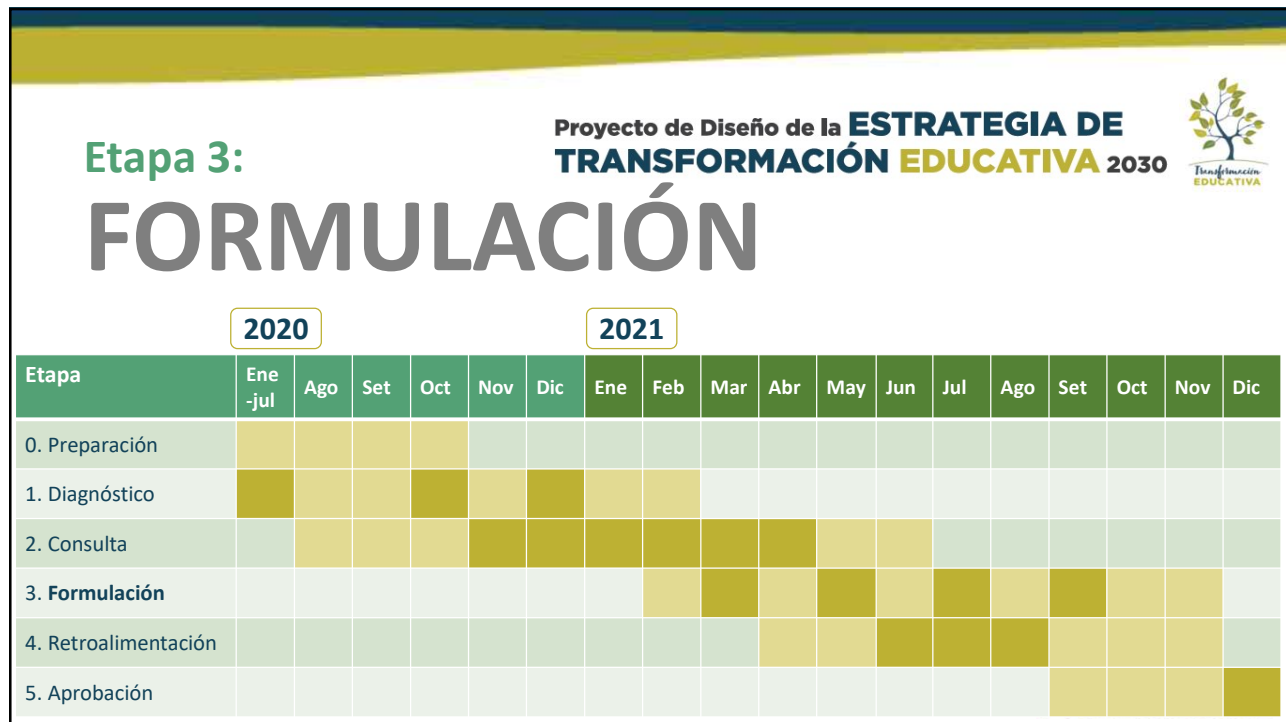 Proyecto de Diseño de la ESTRATEGIA DE
TRANSFORMACIÓN EDUCATIVA 2030
Transformación
EDUCATIVA
Etapa 3:
FORMULACIÓN
2020 2021
Etapa Ene-jul Ago Set Oct Nov Dic Ene Feb Mar Abr May Jun Jul Ago Set Oct Nov Dic
0. Preparación
1. Diagnóstico
2. Consulta
3. Formulación
4. Retroalimentación
5. Aprobación